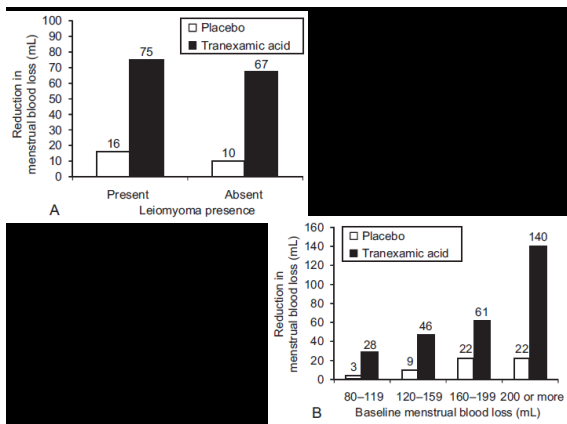 Reduction in
menstrual blood loss (mL)
100
90
80
70
60
50
40
30
20
10
0
Placebo
Tranexamic acid
16
75
10
67
Present
Absent
A
Leiomyoma presence
Reduction in
menstrual blood loss (mL)
160
140
120
100
80
60
40
20
0
Placebo
Tranexamic acid
3
28
9
46
22
61
22
140
80–119
120–159
160–199
200 or more
B
Baseline menstrual blood loss (mL)